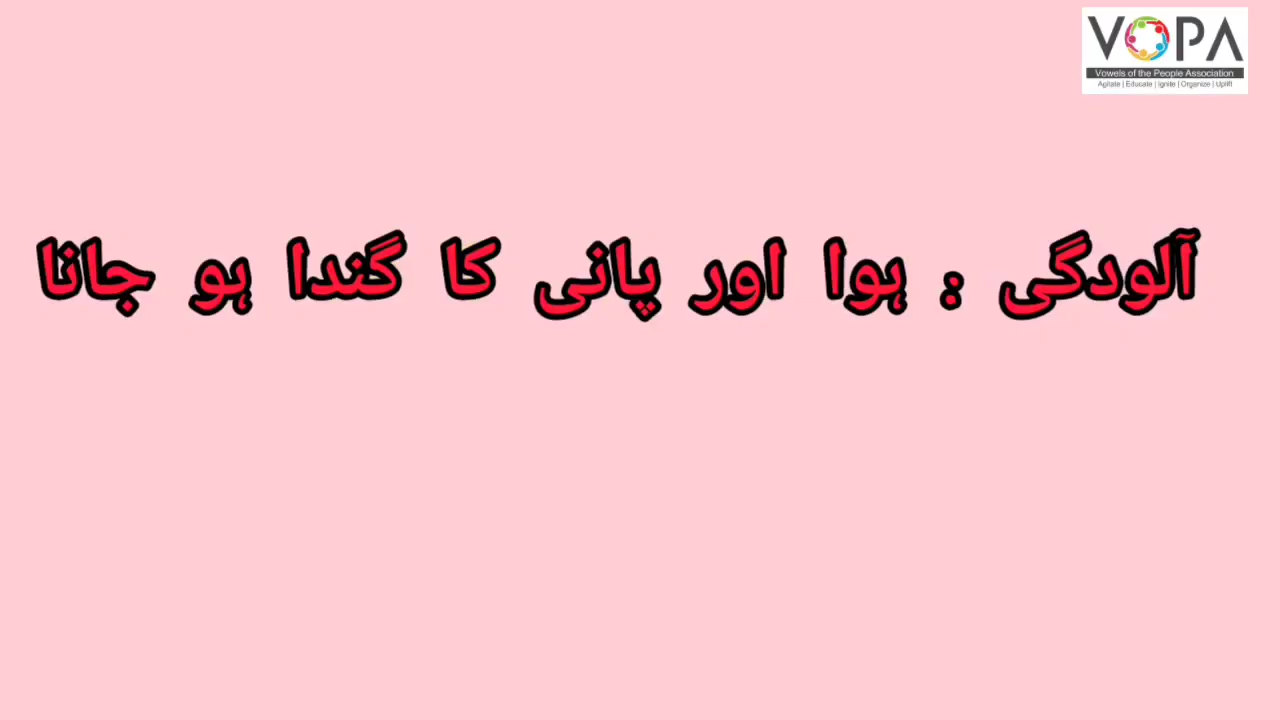 VOPA
Vowels of the People Association
Agitate | Educate | Ignite | Organize | Uplift
آلودگی : ہوا اور پانی کا گندا ہو جانا